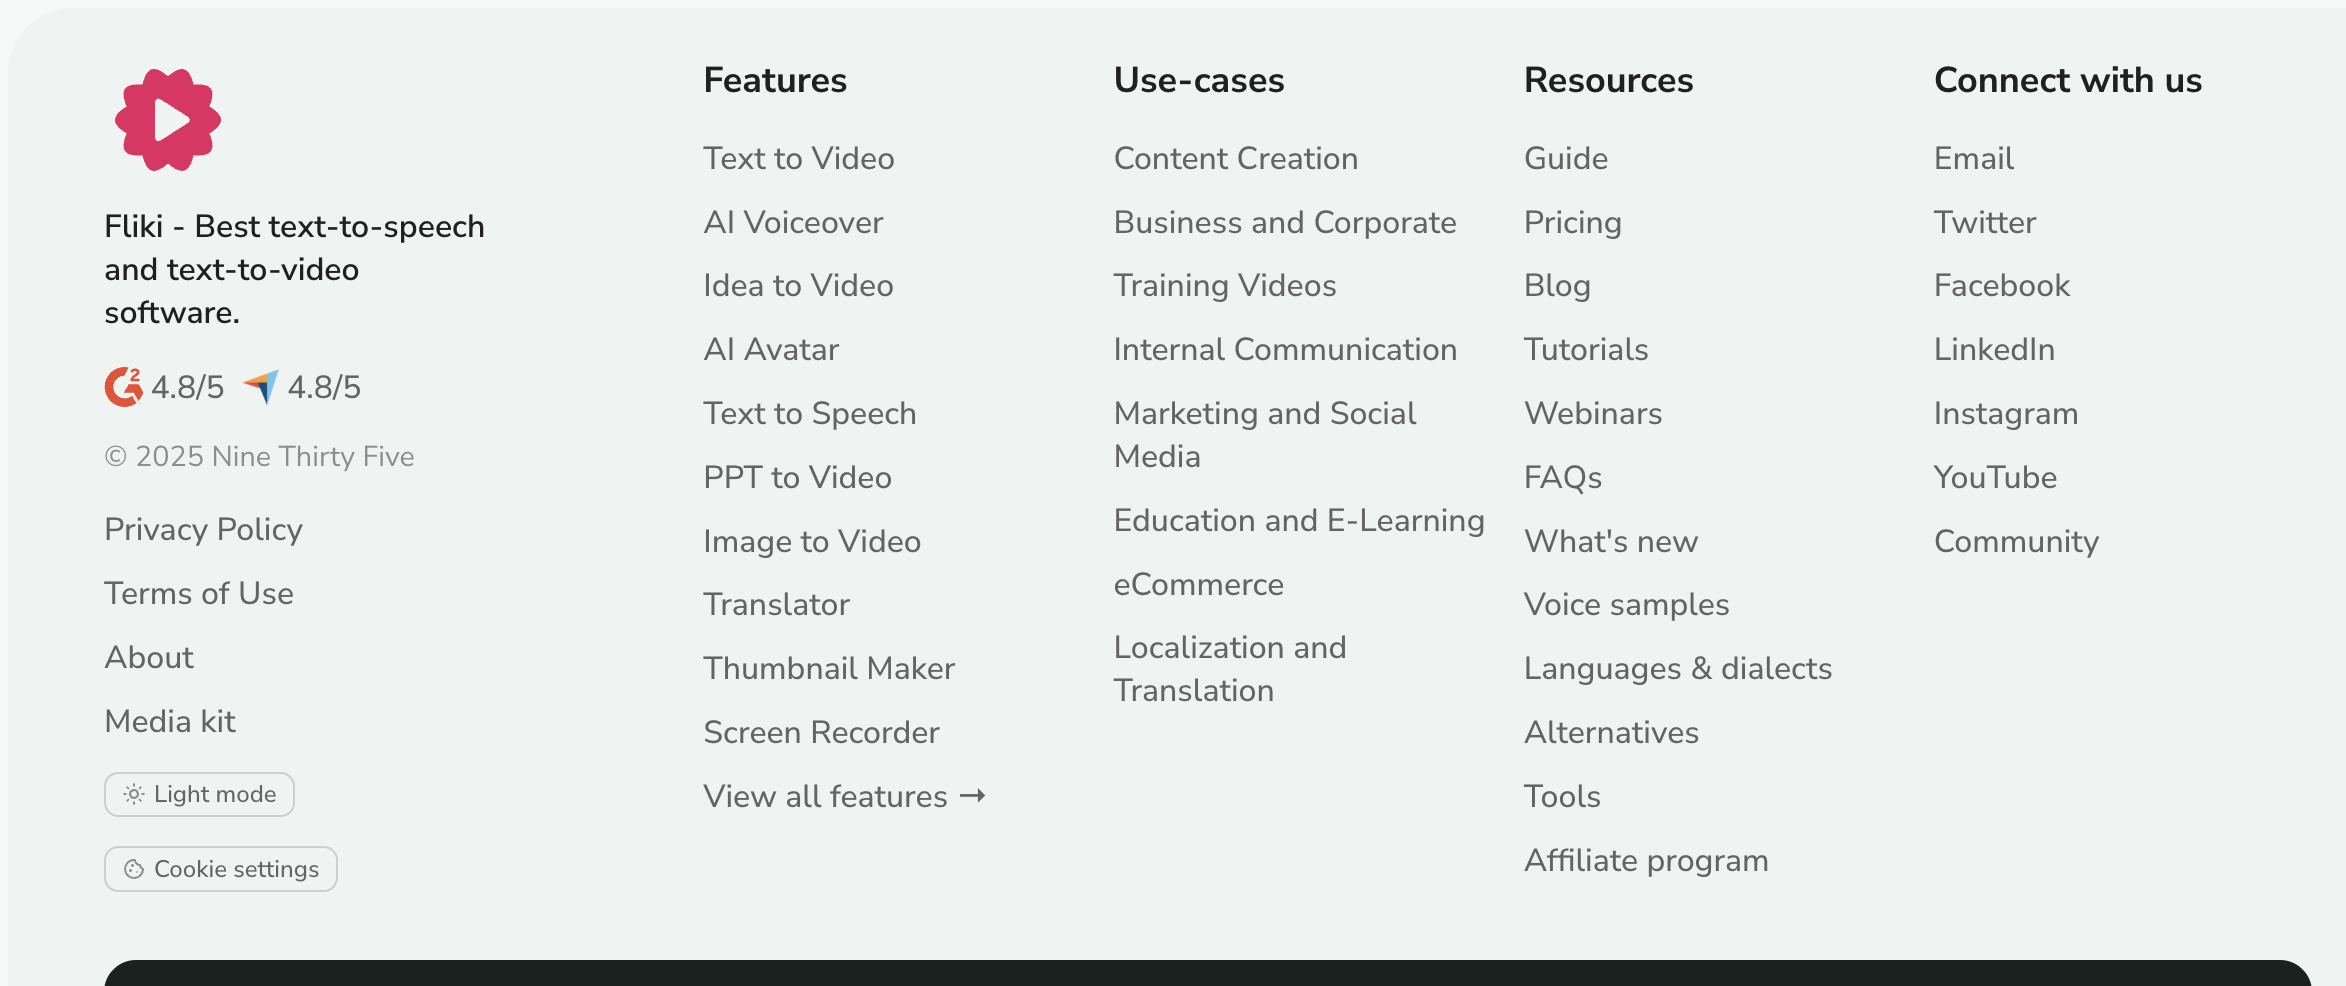 Fliki - Best text-to-speech
and text-to-video
software.
G2 4.8/5 4.8/5
© 2025 Nine Thirty Five
Privacy Policy
Terms of Use
About
Media kit
Light mode
Cookie settings
Features
Text to Video
AI Voiceover
Idea to Video
AI Avatar
Text to Speech
PPT to Video
Image to Video
Translator
Thumbnail Maker
Screen Recorder
View all features →
Use-cases
Content Creation
Business and Corporate
Training Videos
Internal Communication
Marketing and Social
Media
Education and E-Learning
eCommerce
Localization and
Translation
Resources
Guide
Pricing
Blog
Tutorials
Webinars
FAQs
What's new
Voice samples
Languages & dialects
Alternatives
Tools
Affiliate program
Connect with us
Email
Twitter
Facebook
LinkedIn
Instagram
YouTube
Community